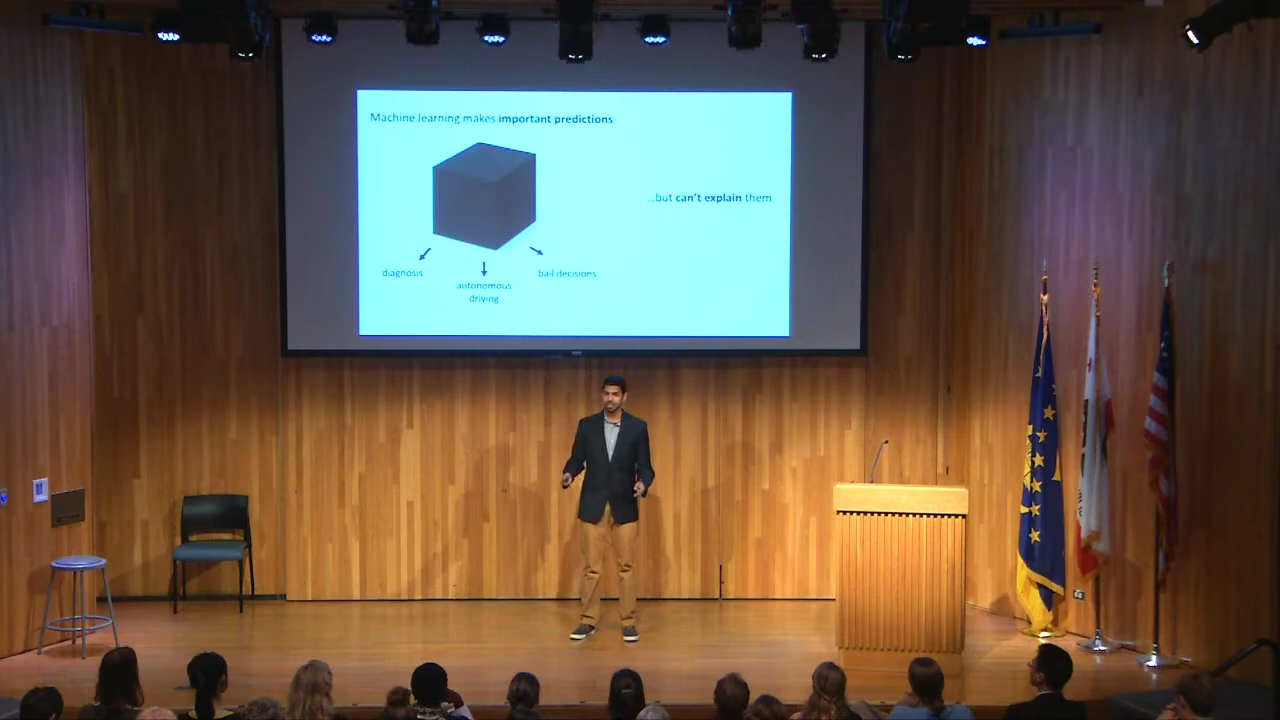 Machine learning makes important predictions
...but can't explain them
diagnosis
autonomous
driving
bail decisions